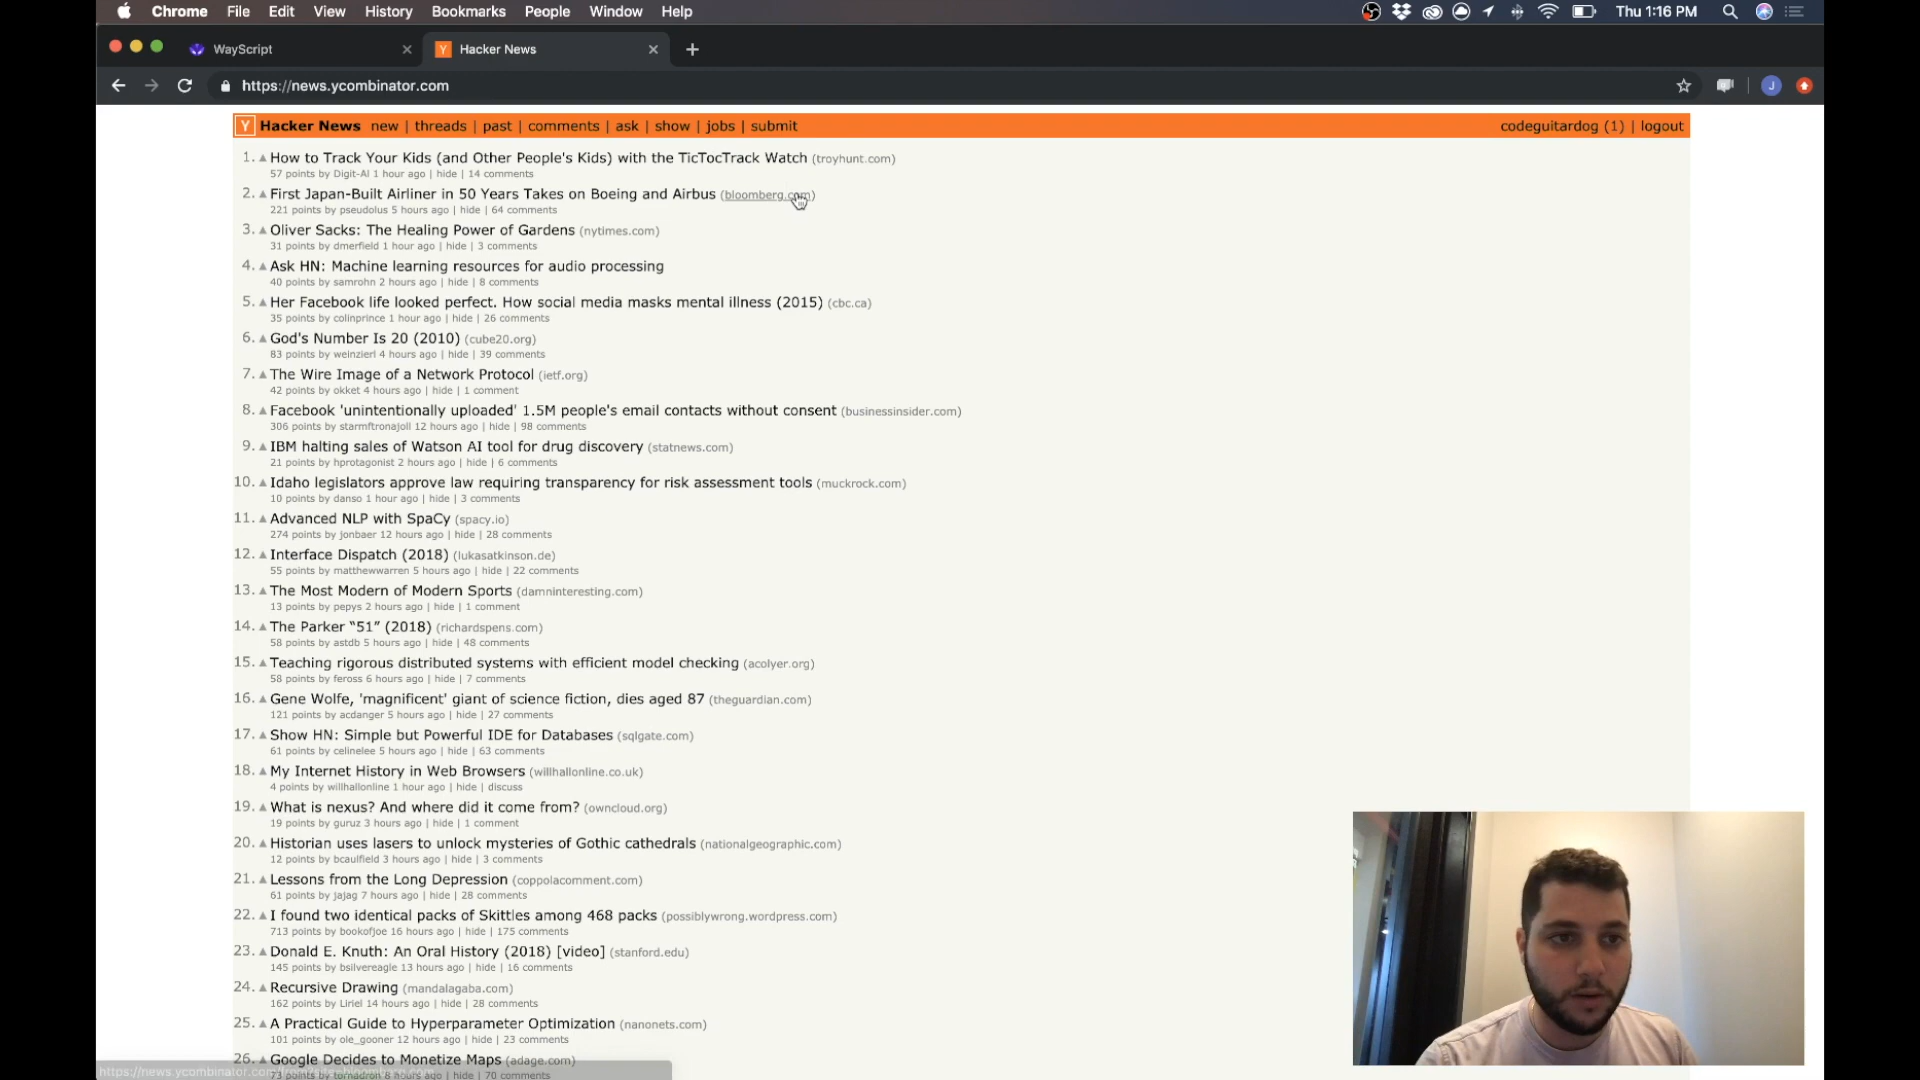 Chrome File Edit View History Bookmarks People Window Help Thu 1:16 PM
WayScript Hacker News
https://news.ycombinator.com J
Y Hacker News new | threads | past | comments | ask | show | jobs | submit codeguitardog (1) | logout
1. How to Track Your Kids (and Other People's Kids) with the TicTocTrack Watch (troyhunt.com)
57 points by Digit-Al 1 hour ago | hide | 14 comments
2. First Japan-Built Airliner in 50 Years Takes on Boeing and Airbus (bloomberg.com)
221 points by pseudolus 5 hours ago | hide | 64 comments
3. Oliver Sacks: The Healing Power of Gardens (nytimes.com)
31 points by dmerfield 1 hour ago | hide | 3 comments
4. Ask HN: Machine learning resources for audio processing
40 points by samrohn 2 hours ago | hide | 8 comments
5. Her Facebook life looked perfect. How social media masks mental illness (2015) (cbc.ca)
35 points by colinprince 1 hour ago | hide | 26 comments
6. God's Number Is 20 (2010) (cube20.org)
83 points by weinzierl 4 hours ago | hide | 39 comments
7. The Wire Image of a Network Protocol (ietf.org)
42 points by okket 4 hours ago | hide | 1 comment
8. Facebook 'unintentionally uploaded' 1.5M people's email contacts without consent (businessinsider.com)
306 points by starmftronajoll 12 hours ago | hide | 98 comments
9. IBM halting sales of Watson AI tool for drug discovery (statnews.com)
21 points by hprotagonist 2 hours ago | hide | 6 comments
10. Idaho legislators approve law requiring transparency for risk assessment tools (muckrock.com)
10 points by danso 1 hour ago | hide | 3 comments
11. Advanced NLP with SpaCy (spacy.io)
274 points by jonbaer 12 hours ago | hide | 28 comments
12. Interface Dispatch (2018) (lukasatkinson.de)
55 points by matthewwarren 5 hours ago | hide | 22 comments
13. The Most Modern of Modern Sports (damninteresting.com)
13 points by pepys 2 hours ago | hide | 1 comment
14. The Parker “51” (2018) (richardspens.com)
58 points by astdb 5 hours ago | hide | 48 comments
15. Teaching rigorous distributed systems with efficient model checking (acolyer.org)
58 points by feross 6 hours ago | hide | 7 comments
16. Gene Wolfe, 'magnificent' giant of science fiction, dies aged 87 (theguardian.com)
121 points by acdanger 5 hours ago | hide | 27 comments
17. Show HN: Simple but Powerful IDE for Databases (sqlgate.com)
61 points by celinelee 5 hours ago | hide | 63 comments
18. My Internet History in Web Browsers (willhallonline.co.uk)
4 points by willhallonline 1 hour ago | hide | discuss
19. What is nexus? And where did it come from? (owncloud.org)
19 points by guruz 3 hours ago | hide | 1 comment
20. Historian uses lasers to unlock mysteries of Gothic cathedrals (nationalgeographic.com)
12 points by bcaulfield 3 hours ago | hide | 3 comments
21. Lessons from the Long Depression (coppolacomment.com)
61 points by jajag 7 hours ago | hide | 28 comments
22. I found two identical packs of Skittles among 468 packs (possiblywrong.wordpress.com)
713 points by bookofjoe 16 hours ago | hide | 175 comments
23. Donald E. Knuth: An Oral History (2018) [video] (stanford.edu)
145 points by bsilvereagle 13 hours ago | hide | 16 comments
24. Recursive Drawing (mandalagaba.com)
162 points by Liriel 14 hours ago | hide | 28 comments
25. A Practical Guide to Hyperparameter Optimization (nanonets.com)
101 points by ole_gooner 12 hours ago | hide | 23 comments
26. Google Decides to Monetize Maps (adage.com)
73 points by tornadron 8 hours ago | hide | 70 comments